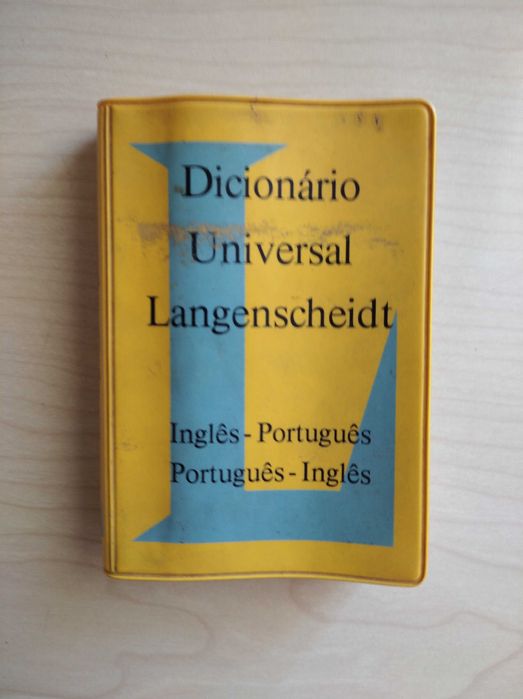 Dicionário
Universal
Langenscheidt
Inglês - Português
Português - Inglês